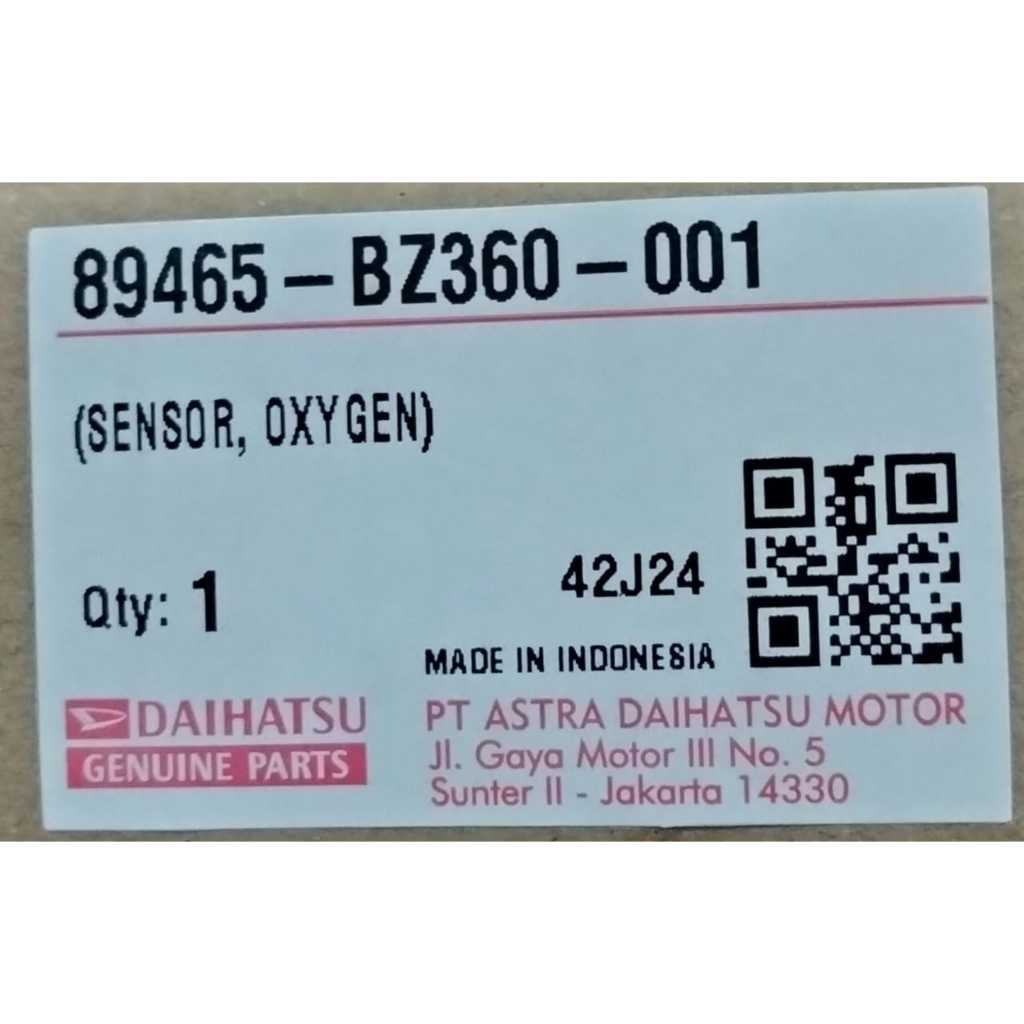 89465-BZ360-001
(SENSOR, OXYGEN)
Qty: 1
42J24
MADE IN INDONESIA
DAIHATSU
GENUINE PARTS
PT ASTRA DAIHATSU MOTOR
Jl. Gaya Motor III No. 5
Sunter II - Jakarta 14330